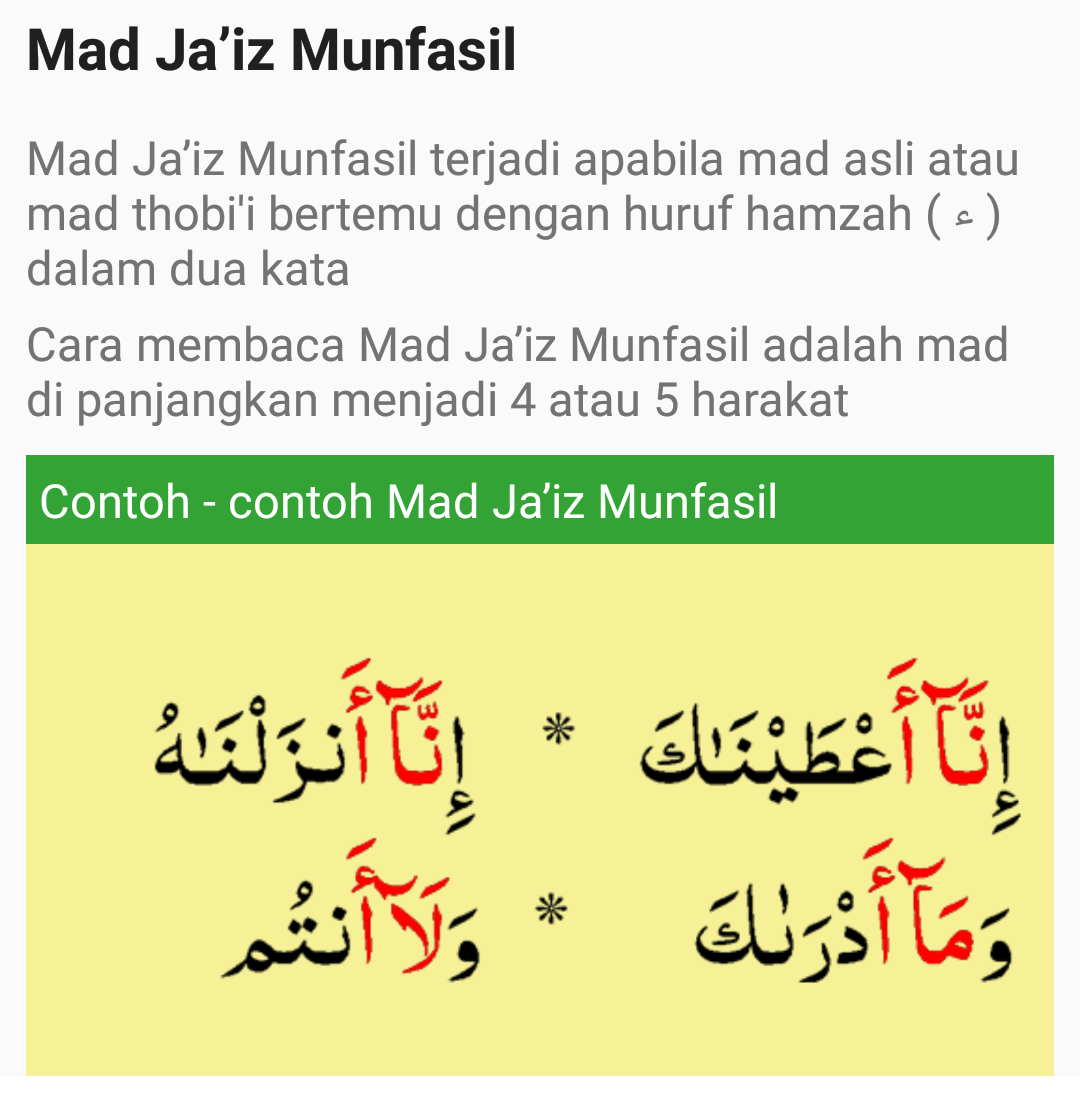 Mad Ja’iz Munfasil
Mad Ja’iz Munfasil terjadi apabila mad asli atau
mad thobi'i bertemu dengan huruf hamzah ( ء )
dalam dua kata
Cara membaca Mad Ja’iz Munfasil adalah mad
di panjangkan menjadi 4 atau 5 harakat
Contoh - contoh Mad Ja’iz Munfasil
إِنَّآ أَعْطَيْنَٰكَ * إِنَّآ أَنزَلْنَٰهُ
وَمَآ أَدْرَىٰكَ * وَلَآ أَنتُم